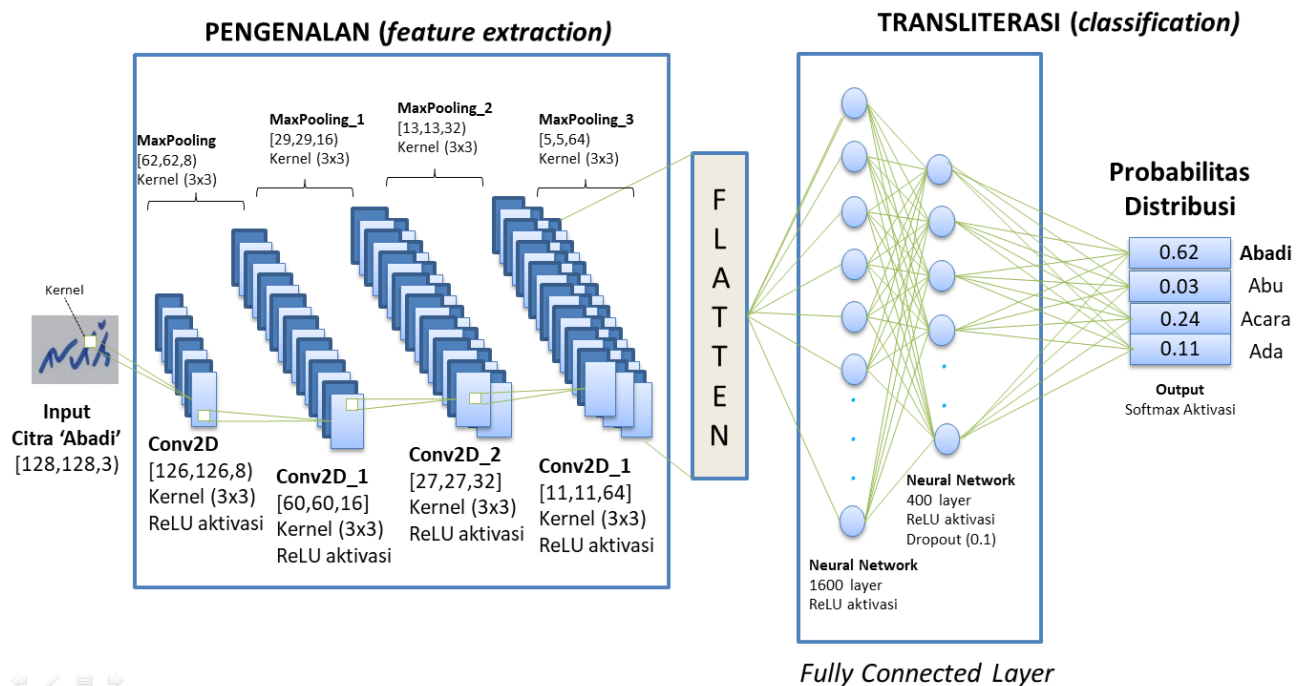 PENGENALAN (feature extraction)
TRANSLITERASI (classification)
MaxPooling
[62,62,8)
Kernel (3x3)
MaxPooling_1
[29,29,16)
Kernel (3x3)
MaxPooling_2
[13,13,32)
Kernel (3x3)
MaxPooling_3
[5,5,64)
Kernel (3x3)
Kernel
Input
Citra 'Abadi'
[128,128,3)
Conv2D
[126,126,8)
Kernel (3x3)
ReLU aktivasi
Conv2D_1
[60,60,16]
Kernel (3x3)
ReLU aktivasi
Conv2D_2
[27,27,32]
Kernel (3x3)
ReLU aktivasi
Conv2D_1
[11,11,64]
Kernel (3x3)
ReLU aktivasi
F
L
A
T
T
E
N
Neural Network
1600 layer
ReLU aktivasi
Neural Network
400 layer
ReLU aktivasi
Dropout (0.1)
Fully Connected Layer
Probabilitas
Distribusi
0.62 Abadi
0.03 Abu
0.24 Acara
0.11 Ada
Output
Softmax Aktivasi